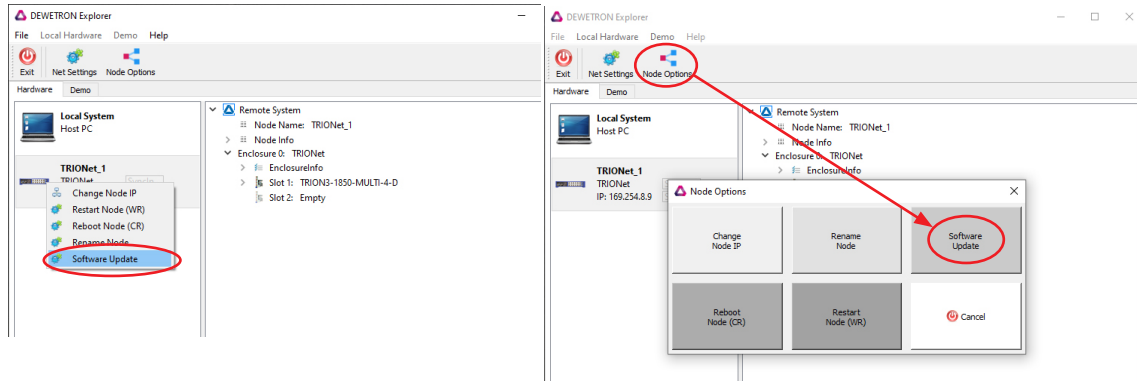 DEWETRON Explorer
File Local Hardware Demo Help
Exit Net Settings Node Options
Hardware Demo
Local System
Host PC
TRIONet_1
TRIONet
Change Node IP
Restart Node (WR)
Reboot Node (CR)
Rename Node
Software Update
Remote System
Node Name: TRIONet_1
Node Info
Enclosure 0: TRIONet
EnclosureInfo
Slot 1: TRION3-1850-MULTI-4-D
Slot 2: Empty
DEWETRON Explorer
File Local Hardware Demo Help
Exit Net Settings Node Options
Hardware Demo
Local System
Host PC
TRIONet_1
TRIONet
IP: 169.254.8.9
Remote System
Node Name: TRIONet_1
Node Info
Enclosure 0: TRIONet
EnclosureInfo
Node Options
Change
Node IP
Rename
Node
Software
Update
Reboot
Node (CR)
Restart
Node (WR)
Cancel